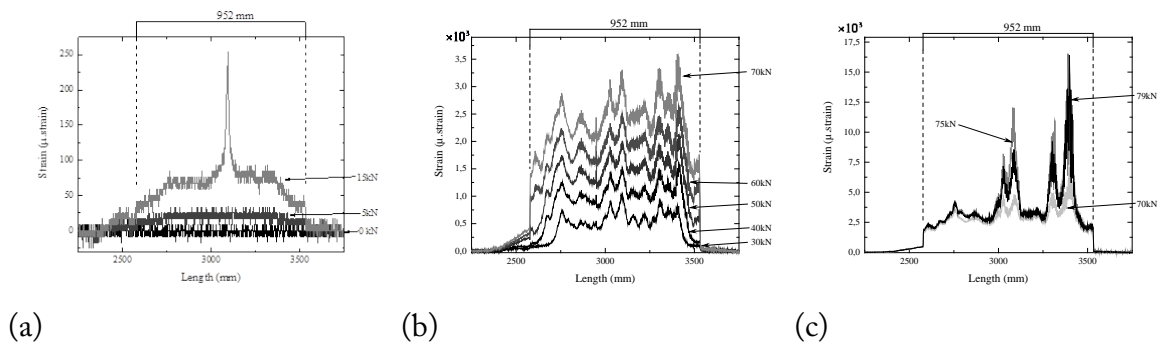 952 mm
250
200
150
100
50
0
Strain (µ.strain)
15kN
5kN
0 kN
2500 3000 3500
Length (mm)
(a)
952 mm
×10³
3,5
3,0
2,5
2,0
1,5
1,0
0,5
0,0
Strain (µ.strain)
70kN
60kN
50kN
40kN
30kN
2500 3000 3500
Length (mm)
(b)
952 mm
×10³
17,5
15,0
12,5
10,0
7,5
5,0
2,5
0,0
Strain (µ.strain)
79kN
75kN
70kN
2500 3000 3500
Length (mm)
(c)